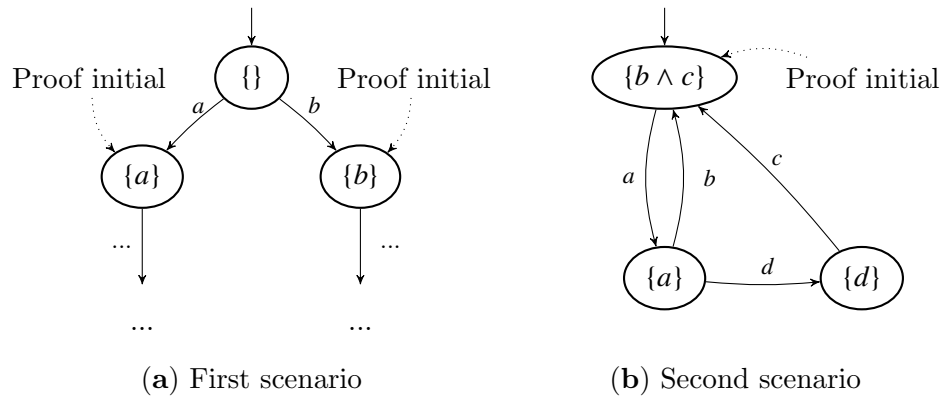 {}
{b ∧ c}
Proof initial
Proof initial
Proof initial
a
b
{a}
{b}
a
b
c
...
...
{a}
d
{d}
...
...
(a) First scenario
(b) Second scenario